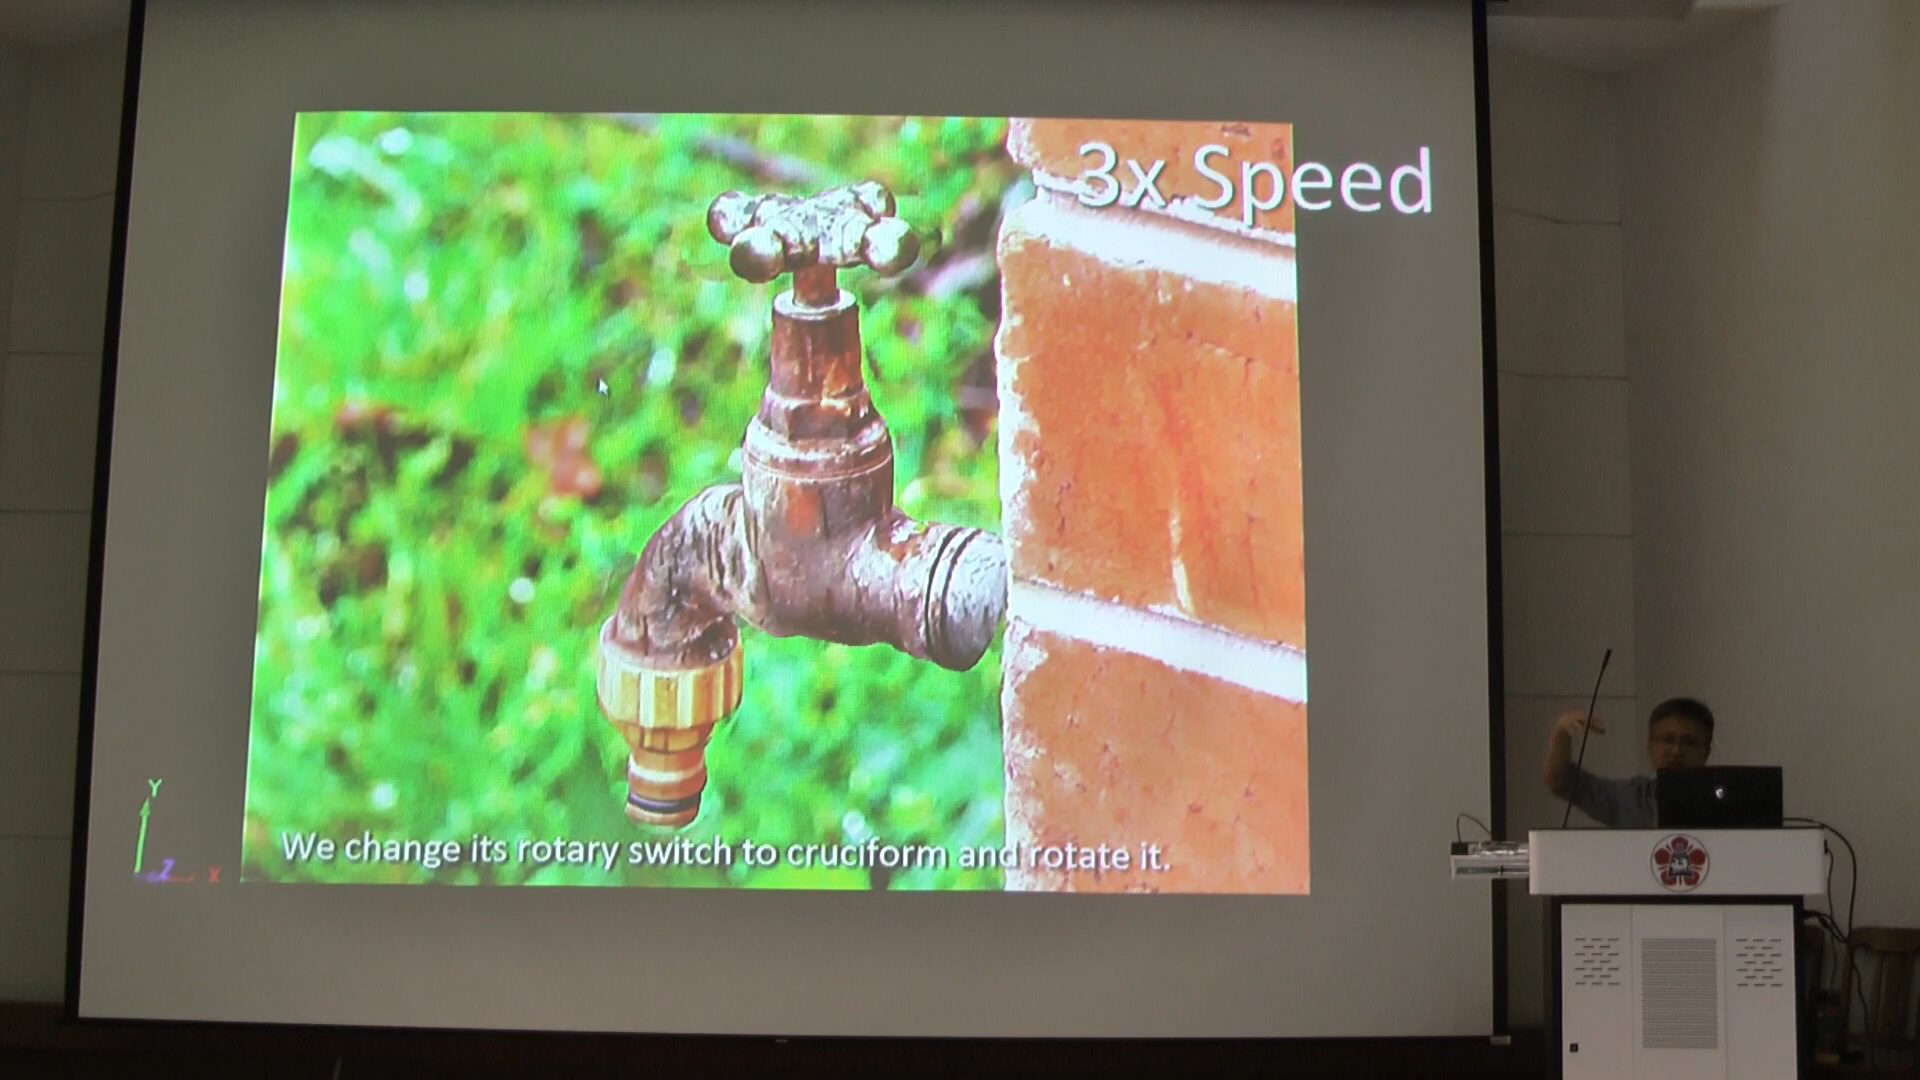 3x Speed
We change its rotary switch to cruciform and rotate it.
Y
Z X